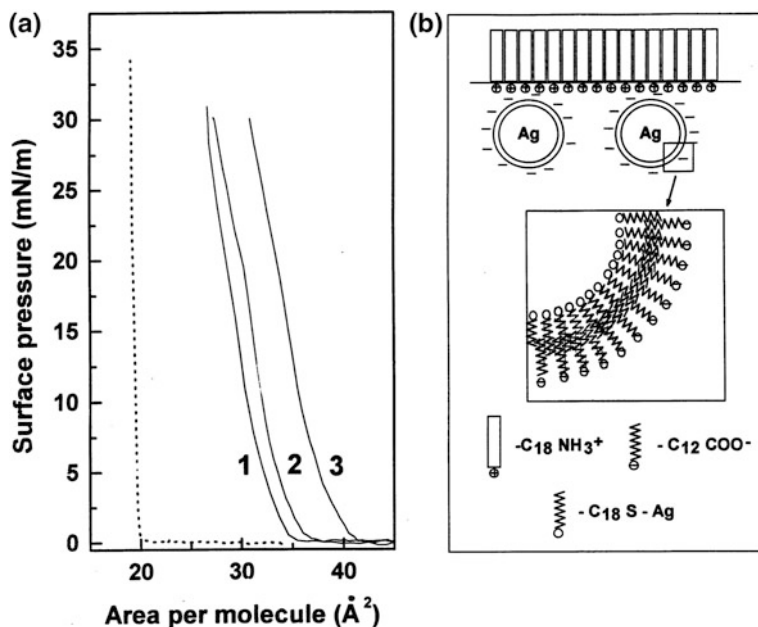 (a)
Surface pressure (mN/m)
35
30
25
20
15
10
5
0
1 2 3
20 30 40
Area per molecule (Å²)
(b)
Ag Ag
-C18 NH3+ - C12 COO-
- C18 S - Ag